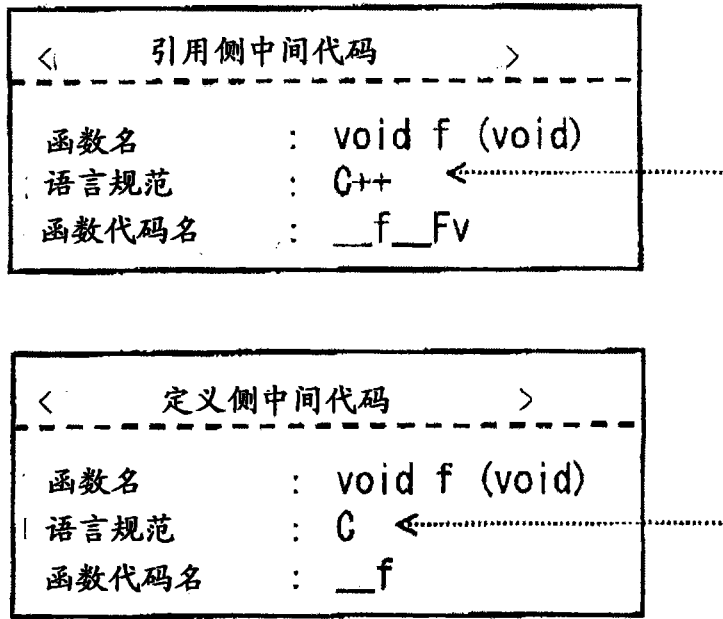 < 引用侧中间代码 >
函数名 : void f (void)
语言规范 : C++
函数代码名 : __f__Fv
< 定义侧中间代码 >
函数名 : void f (void)
语言规范 : C
函数代码名 : __f